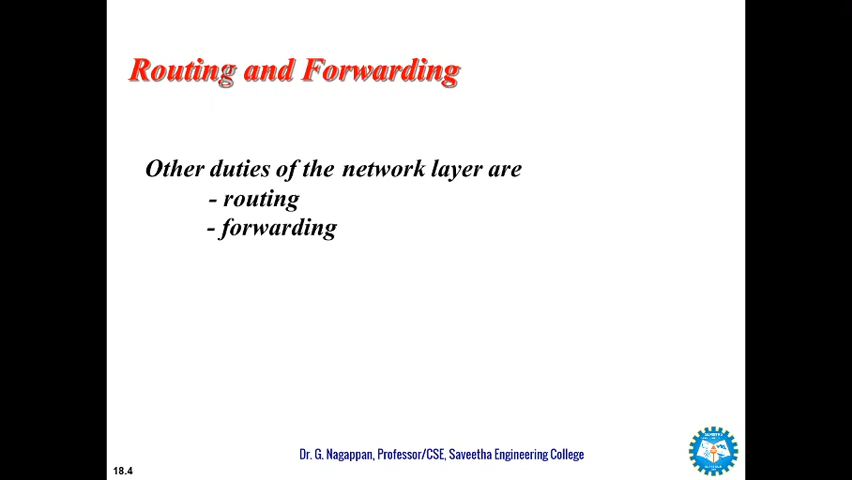 Routing and Forwarding
Other duties of the network layer are
- routing
- forwarding
Dr. G. Nagappan, Professor/CSE, Saveetha Engineering College
18.4